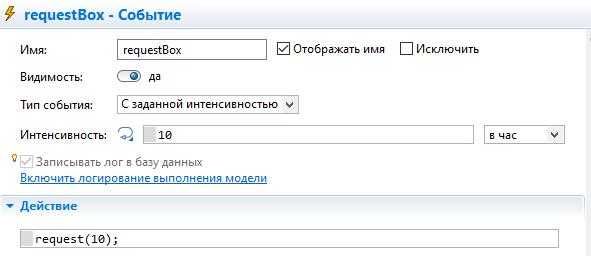 requestBox - Событие
Имя: requestBox Отображать имя Исключить
Видимость: да
Тип события: С заданной интенсивностью
Интенсивность: 10 в час
Записывать лог в базу данных
Включить логирование выполнения модели
Действие
request(10);